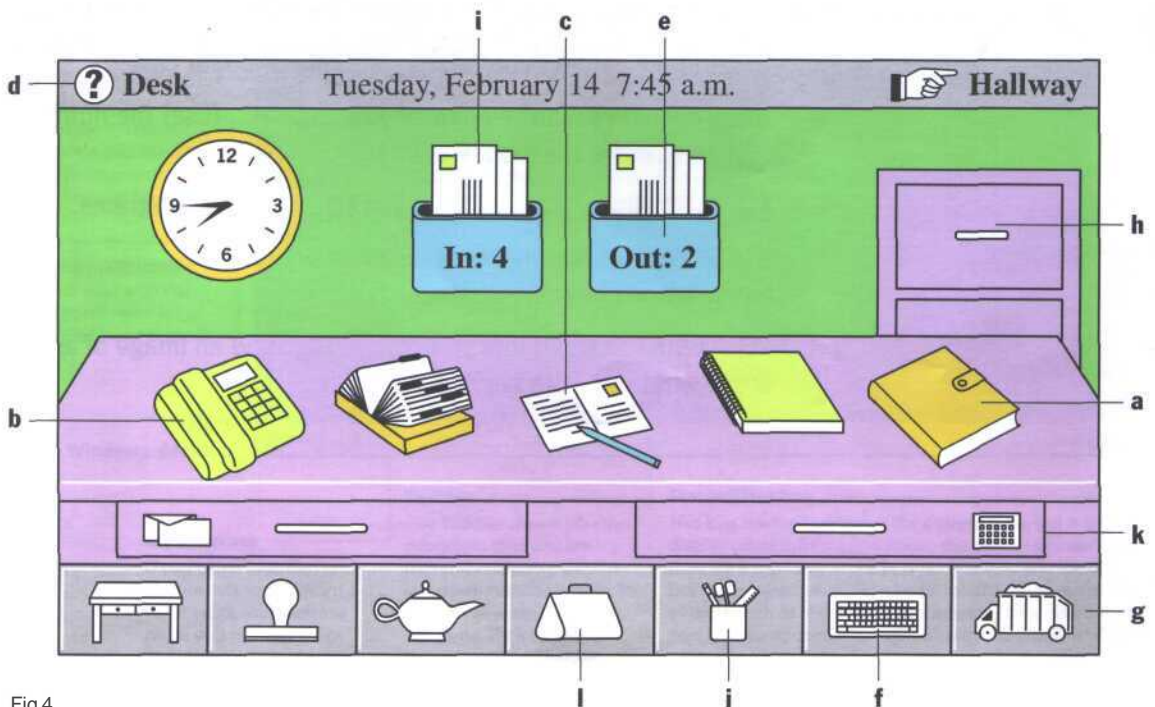 i c e
d ? Desk Tuesday, February 14 7:45 a.m. Hallway
12
9 3
6
In: 4 Out: 2
h
b a
k
g
l j f
Fig 4